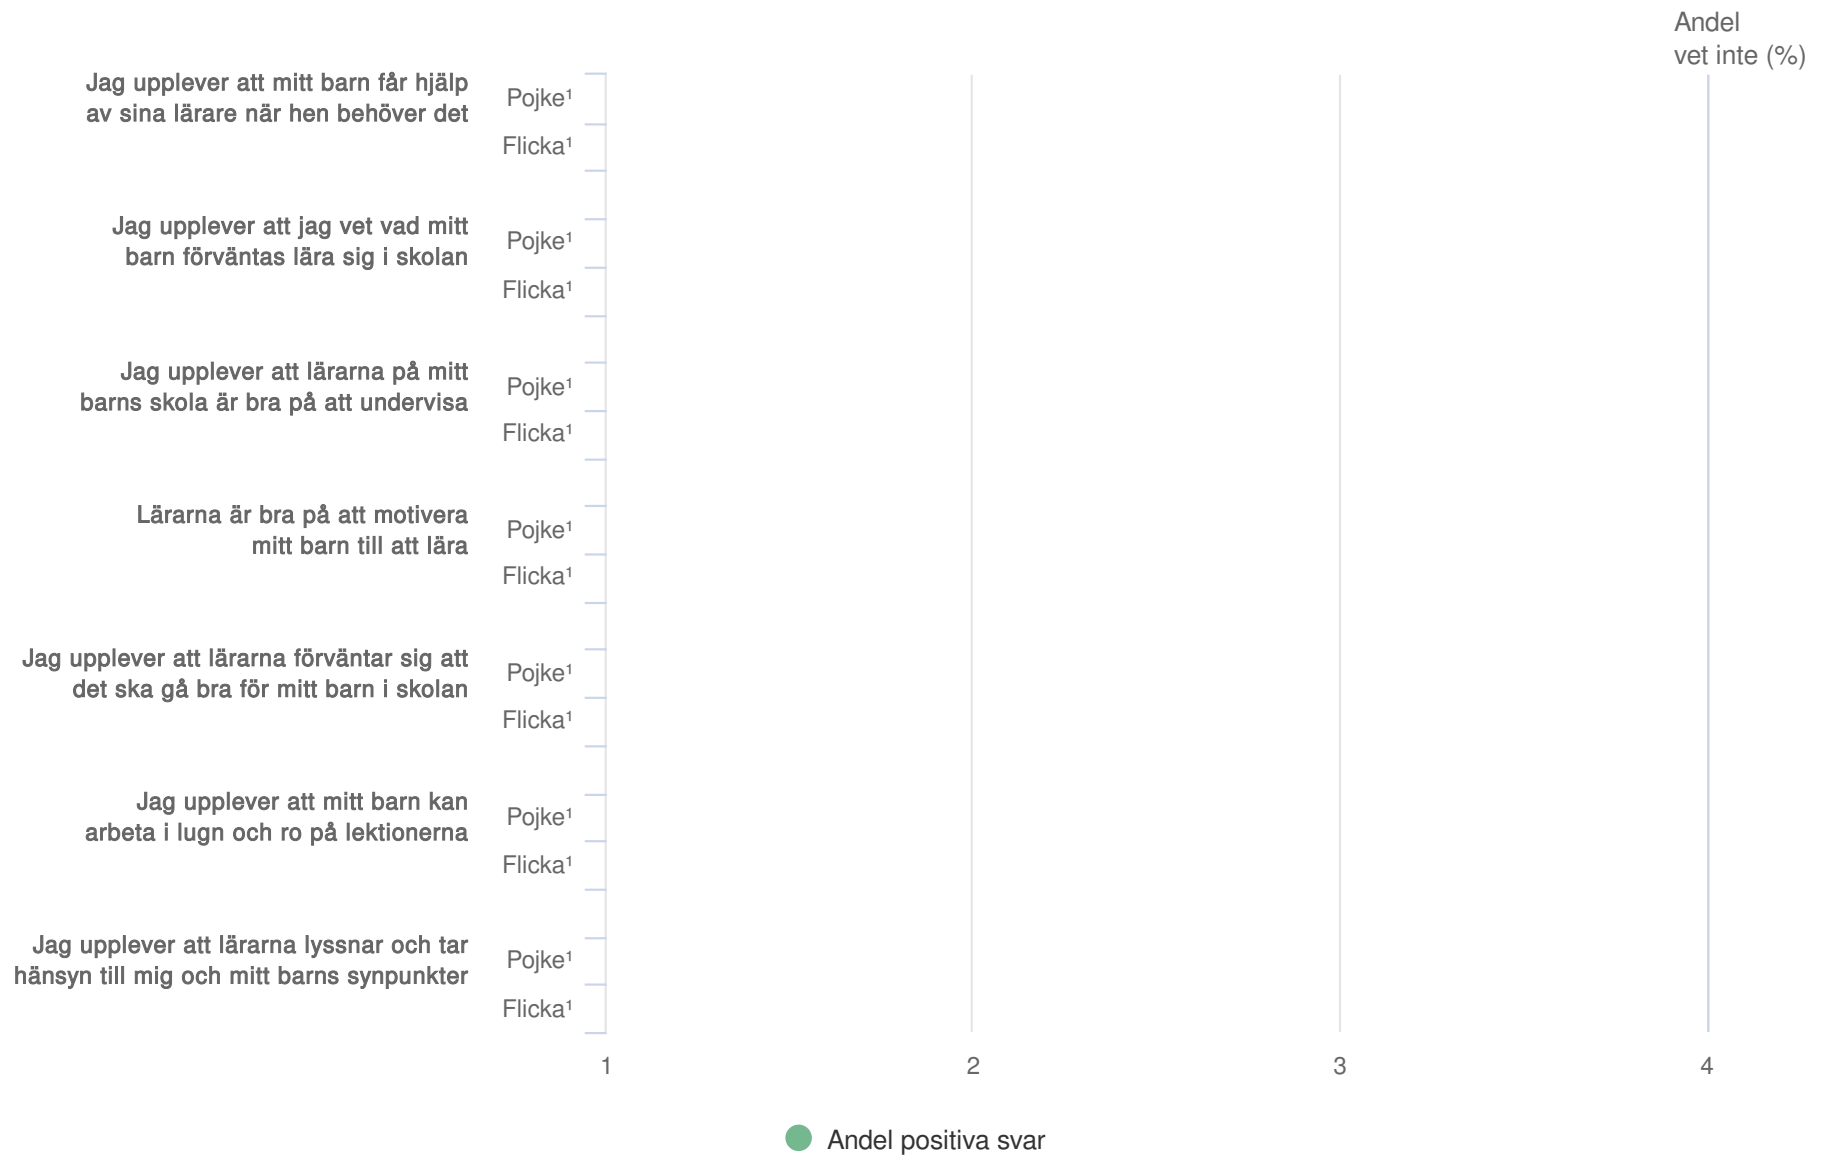 Andel
vet inte (%)
Jag upplever att mitt barn får hjälp
av sina lärare när hen behöver det
Pojke¹
Flicka¹
Jag upplever att jag vet vad mitt
barn förväntas lära sig i skolan
Pojke¹
Flicka¹
Jag upplever att lärarna på mitt
barns skola är bra på att undervisa
Pojke¹
Flicka¹
Lärarna är bra på att motivera
mitt barn till att lära
Pojke¹
Flicka¹
Jag upplever att lärarna förväntar sig att
det ska gå bra för mitt barn i skolan
Pojke¹
Flicka¹
Jag upplever att mitt barn kan
arbeta i lugn och ro på lektionerna
Pojke¹
Flicka¹
Jag upplever att lärarna lyssnar och tar
hänsyn till mig och mitt barns synpunkter
Pojke¹
Flicka¹
1 2 3 4
Andel positiva svar